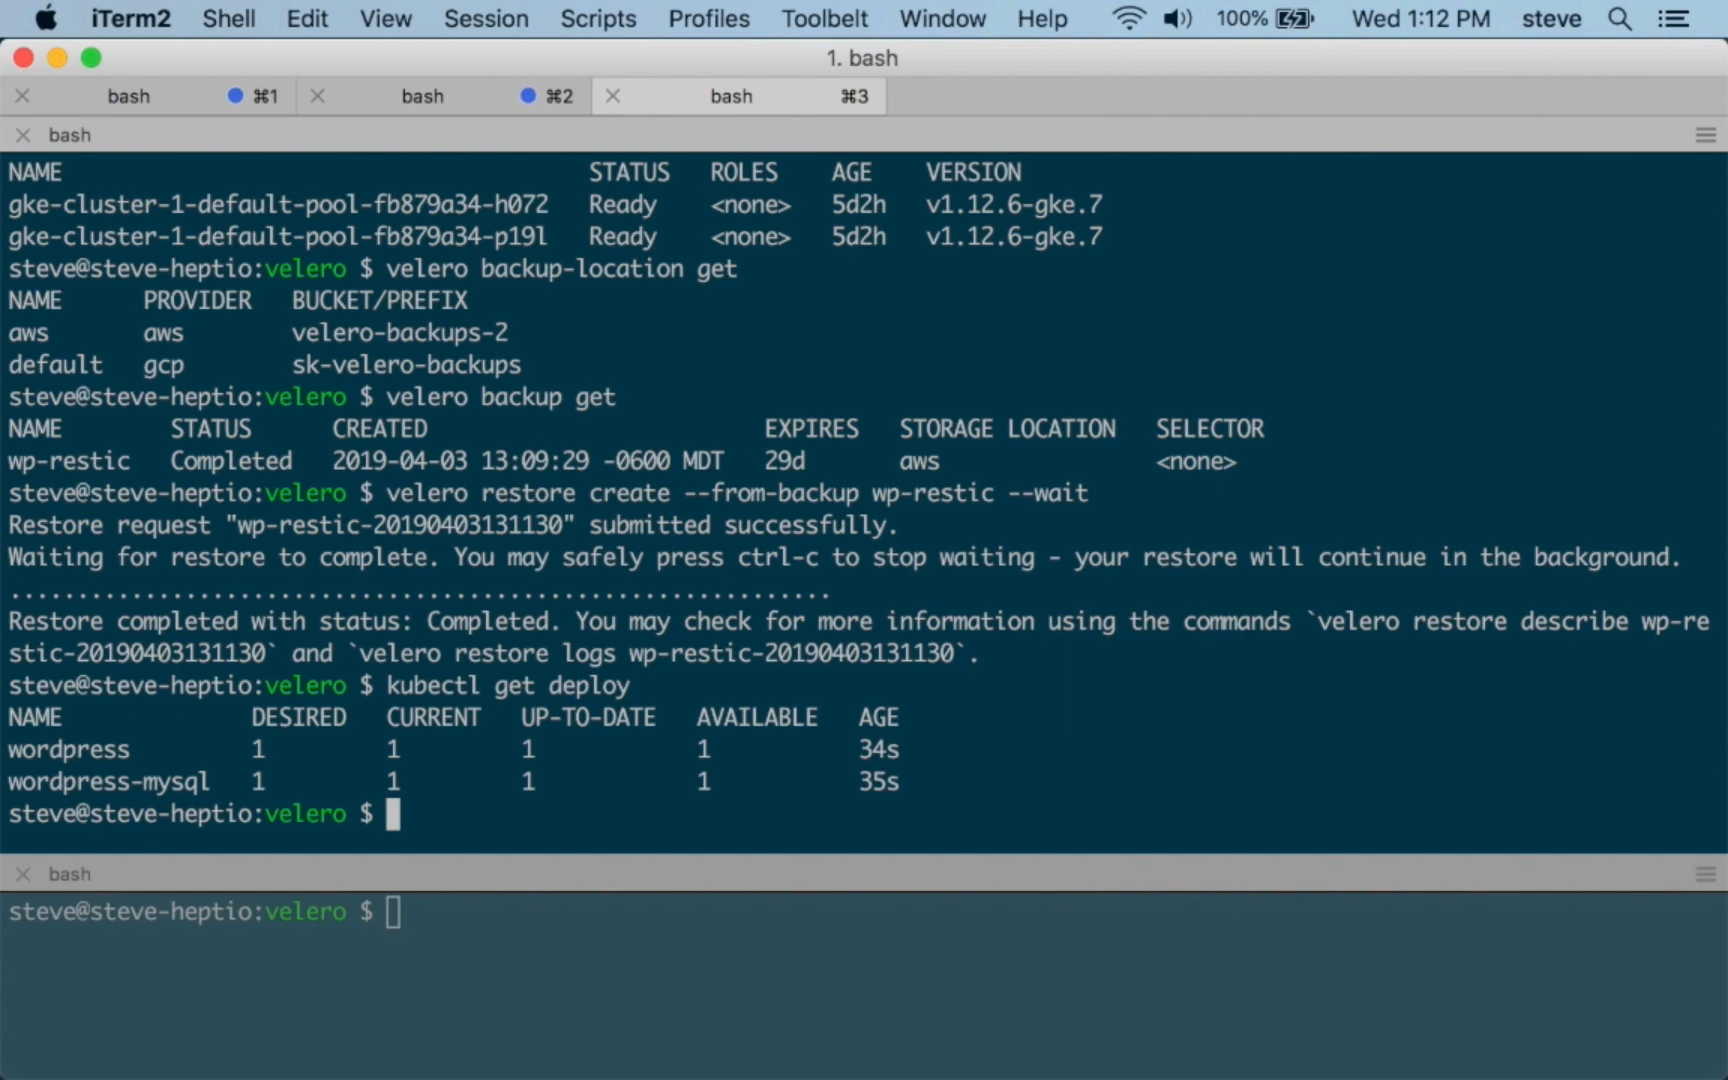 iTerm2 Shell Edit View Session Scripts Profiles Toolbelt Window Help 100% Wed 1:12 PM steve
1. bash
bash ⌘1 bash ⌘2 bash ⌘3
bash
NAME STATUS ROLES AGE VERSION
gke-cluster-1-default-pool-fb879a34-h072 Ready <none> 5d2h v1.12.6-gke.7
gke-cluster-1-default-pool-fb879a34-p19l Ready <none> 5d2h v1.12.6-gke.7
steve@steve-heptio:velero $ velero backup-location get
NAME PROVIDER BUCKET/PREFIX
aws aws velero-backups-2
default gcp sk-velero-backups
steve@steve-heptio:velero $ velero backup get
NAME STATUS CREATED EXPIRES STORAGE LOCATION SELECTOR
wp-restic Completed 2019-04-03 13:09:29 -0600 MDT 29d aws <none>
steve@steve-heptio:velero $ velero restore create --from-backup wp-restic --wait
Restore request "wp-restic-20190403131130" submitted successfully.
Waiting for restore to complete. You may safely press ctrl-c to stop waiting - your restore will continue in the background.
.............................................................
Restore completed with status: Completed. You may check for more information using the commands `velero restore describe wp-re
stic-20190403131130` and `velero restore logs wp-restic-20190403131130`.
steve@steve-heptio:velero $ kubectl get deploy
NAME DESIRED CURRENT UP-TO-DATE AVAILABLE AGE
wordpress 1 1 1 1 34s
wordpress-mysql 1 1 1 1 35s
steve@steve-heptio:velero $
bash
steve@steve-heptio:velero $